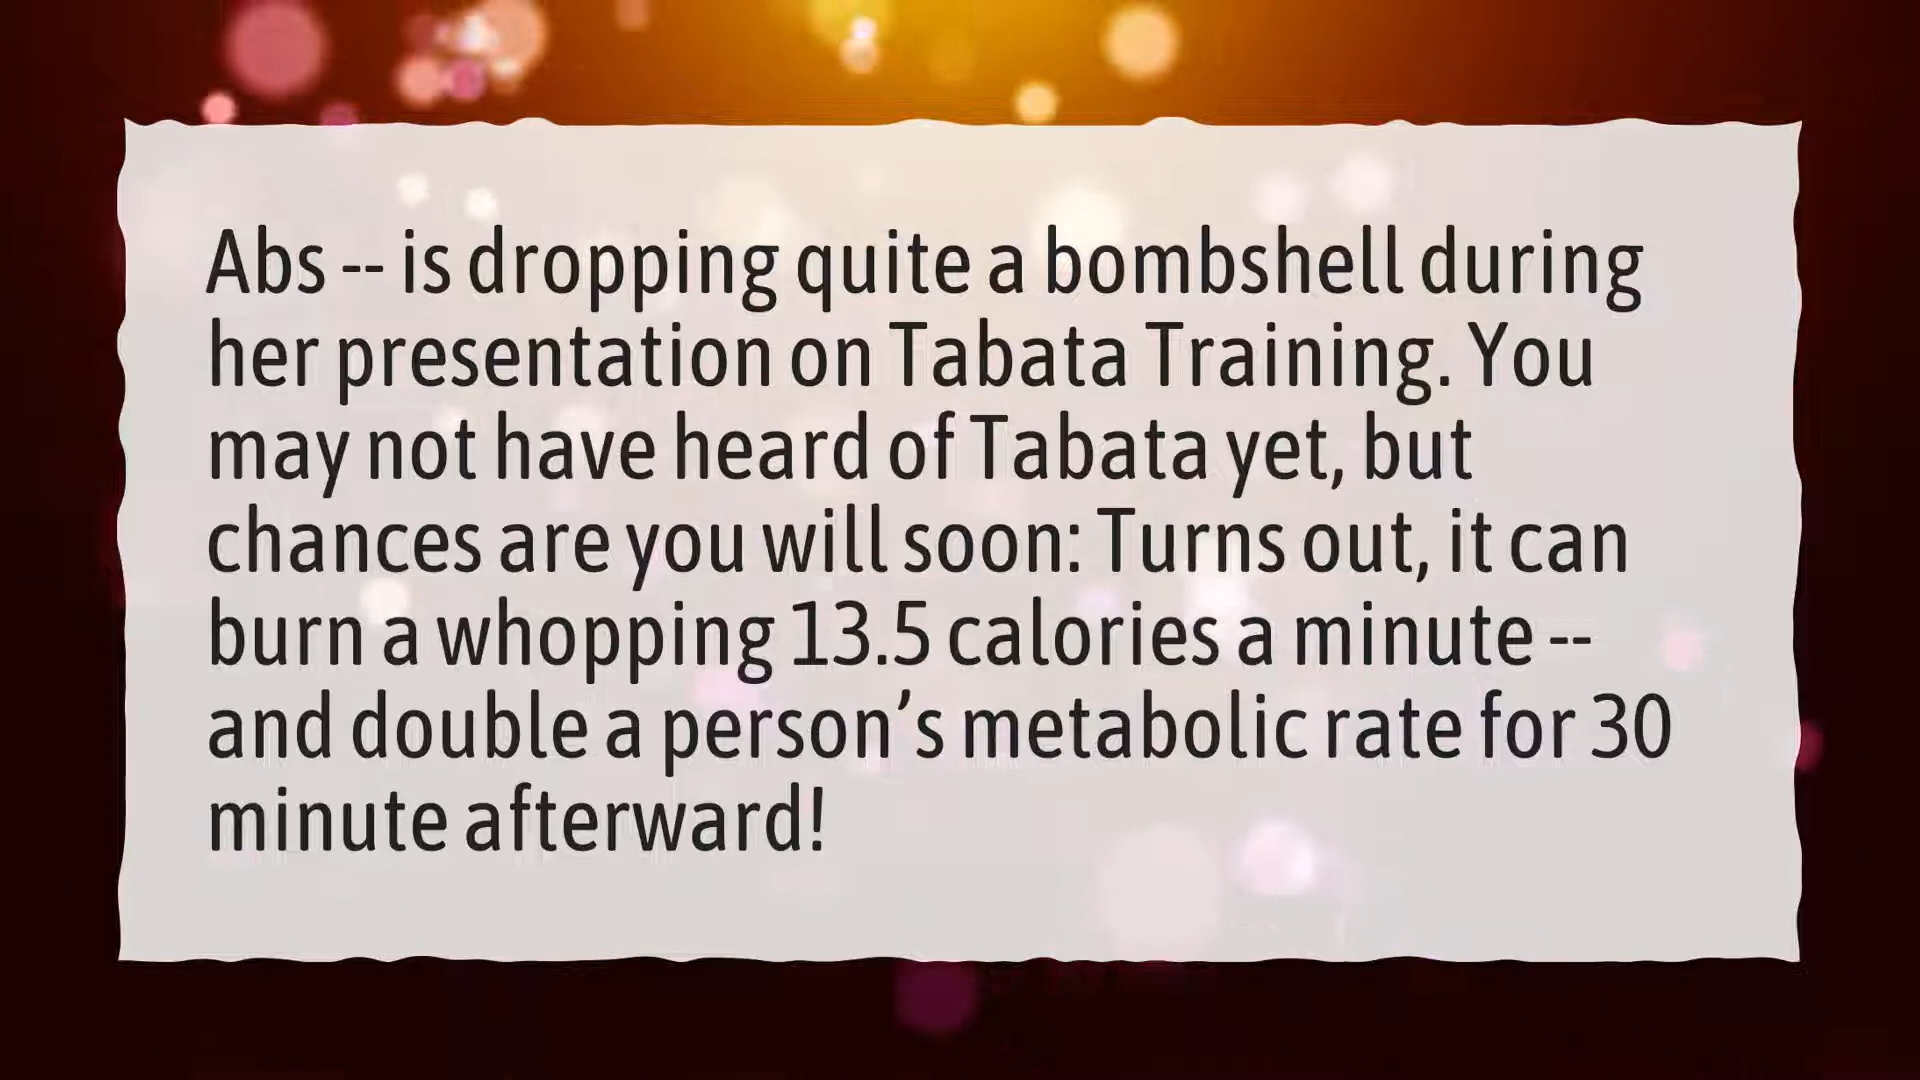 Abs -- is dropping quite a bombshell during
her presentation on Tabata Training. You
may not have heard of Tabata yet, but
chances are you will soon: Turns out, it can
burn a whopping 13.5 calories a minute --
and double a person’s metabolic rate for 30
minute afterward!